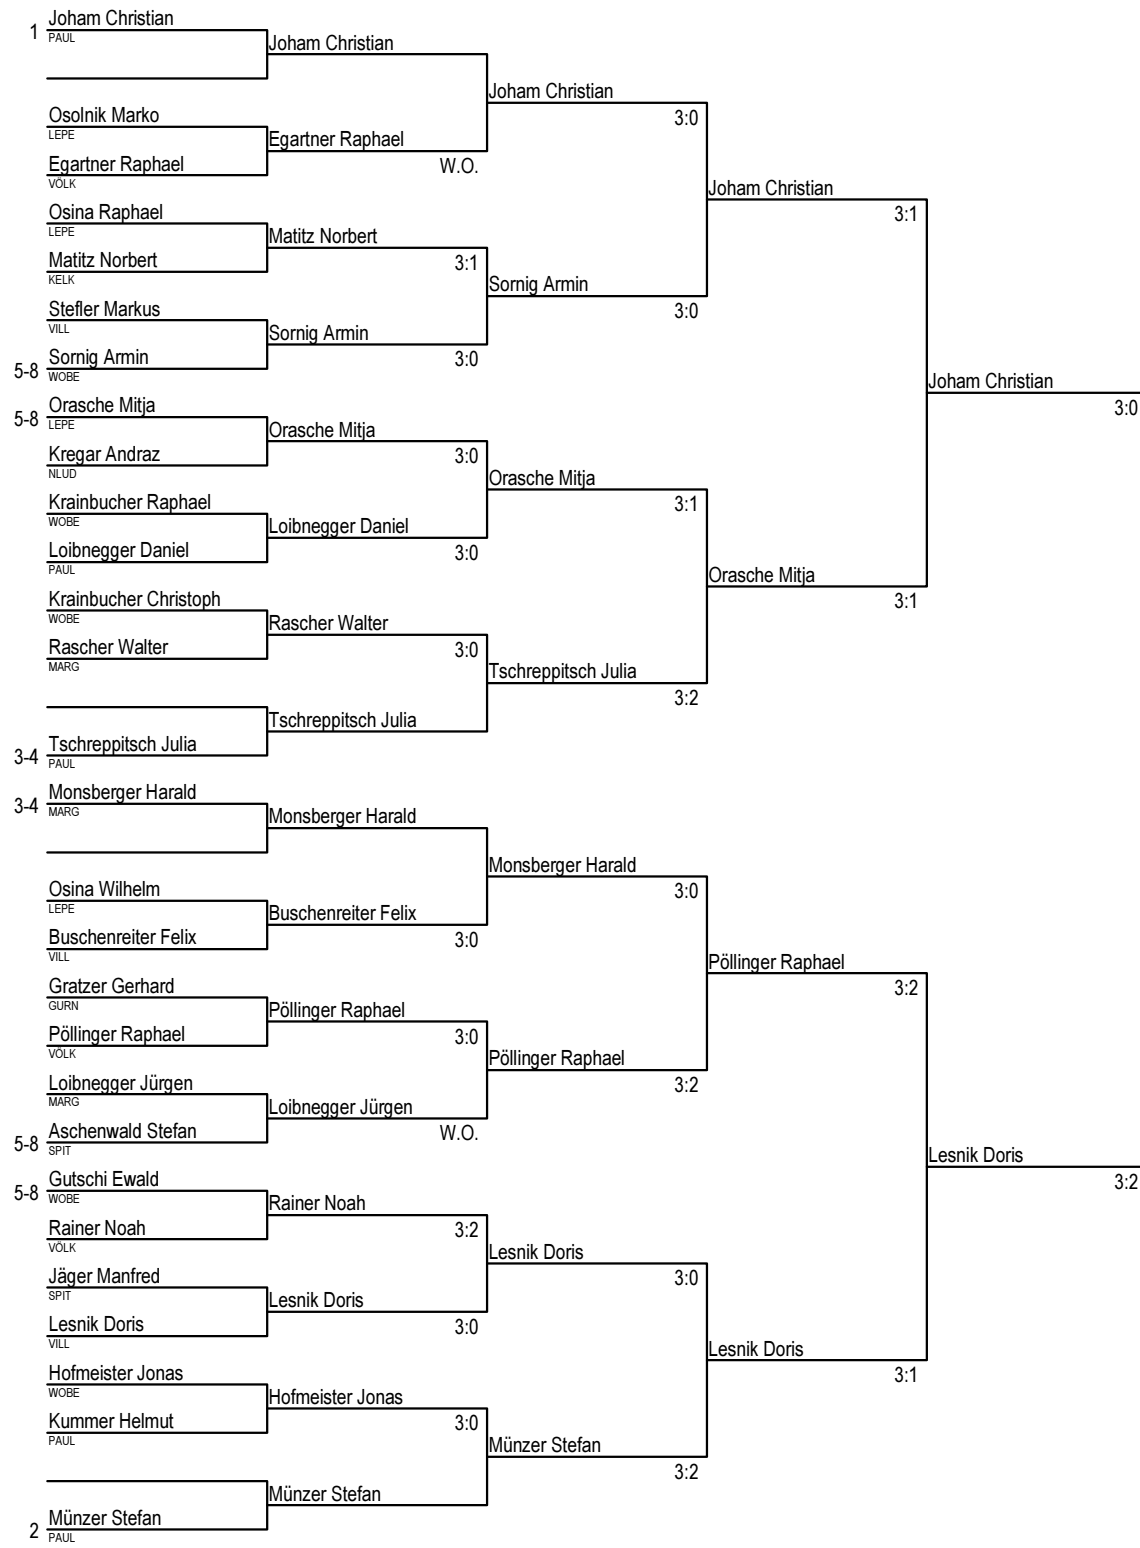 Joham Christian
1
PAUL
Joham Christian
Joham Christian
Osolnik Marko
3:0
LEPE
Egartner Raphael
Egartner Raphael
W.O.
VÖLK
Joham Christian
Osina Raphael
3:1
LEPE
Matitz Norbert
Matitz Norbert
3:1
KELK
Sornig Armin
Stefler Markus
3:0
VILL
Sornig Armin
Sornig Armin
3:0
5-8
WOBE
Joham Christian
Orasche Mitja
3:0
5-8
LEPE
Orasche Mitja
Kregar Andraz
3:0
NLUD
Orasche Mitja
Krainbucher Raphael
3:1
WOBE
Loibnegger Daniel
Loibnegger Daniel
3:0
PAUL
Orasche Mitja
Krainbucher Christoph
3:1
WOBE
Rascher Walter
Rascher Walter
3:0
MARG
Tschreppitsch Julia
3:2
Tschreppitsch Julia
Tschreppitsch Julia
3-4
PAUL
Monsberger Harald
3-4
MARG
Monsberger Harald
Monsberger Harald
Osina Wilhelm
3:0
LEPE
Buschenreiter Felix
Buschenreiter Felix
3:0
VILL
Pöllinger Raphael
Gratzer Gerhard
3:2
GURN
Pöllinger Raphael
Pöllinger Raphael
3:0
VÖLK
Pöllinger Raphael
Loibnegger Jürgen
3:2
MARG
Loibnegger Jürgen
Aschenwald Stefan
W.O.
5-8
SPIT
Lesnik Doris
Gutschi Ewald
3:2
5-8
WOBE
Rainer Noah
Rainer Noah
3:2
VÖLK
Lesnik Doris
Jäger Manfred
3:0
SPIT
Lesnik Doris
Lesnik Doris
3:0
VILL
Lesnik Doris
Hofmeister Jonas
3:1
WOBE
Hofmeister Jonas
Kummer Helmut
3:0
PAUL
Münzer Stefan
3:2
Münzer Stefan
Münzer Stefan
2
PAUL